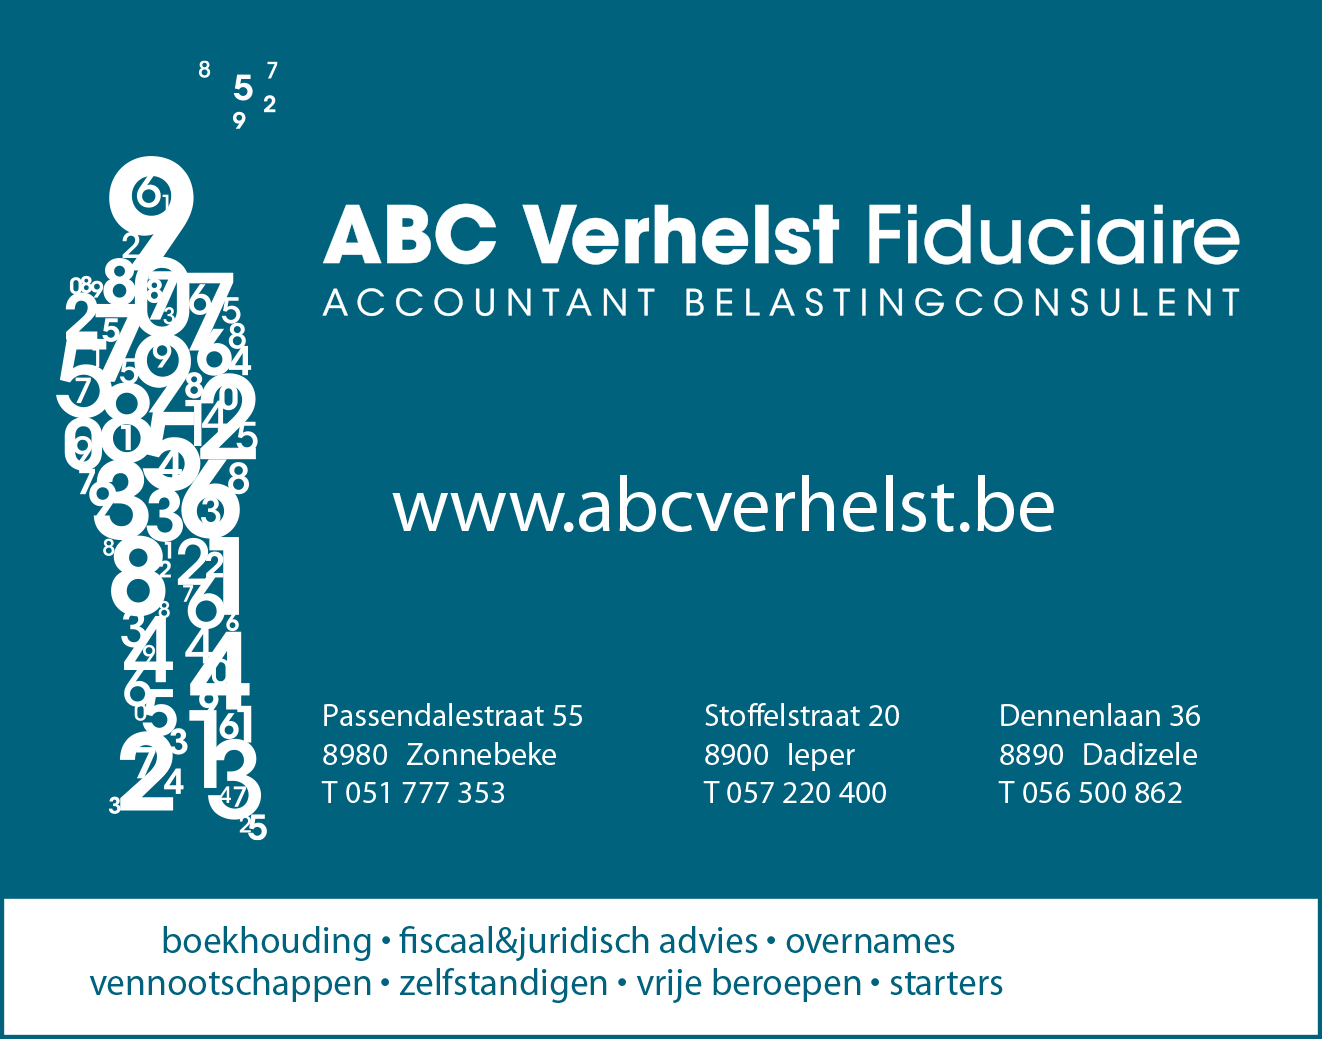 ABC Verhelst Fiduciaire
ACCOUNTANT BELASTINGCONSULENT
www.abcverhelst.be
Passendalestraat 55
8980 Zonnebeke
T 051 777 353
Stoffelstraat 20
8900 Ieper
T 057 220 400
Dennenlaan 36
8890 Dadizele
T 056 500 862
boekhouding • fiscaal&juridisch advies • overnames
vennootschappen • zelfstandigen • vrije beroepen • starters